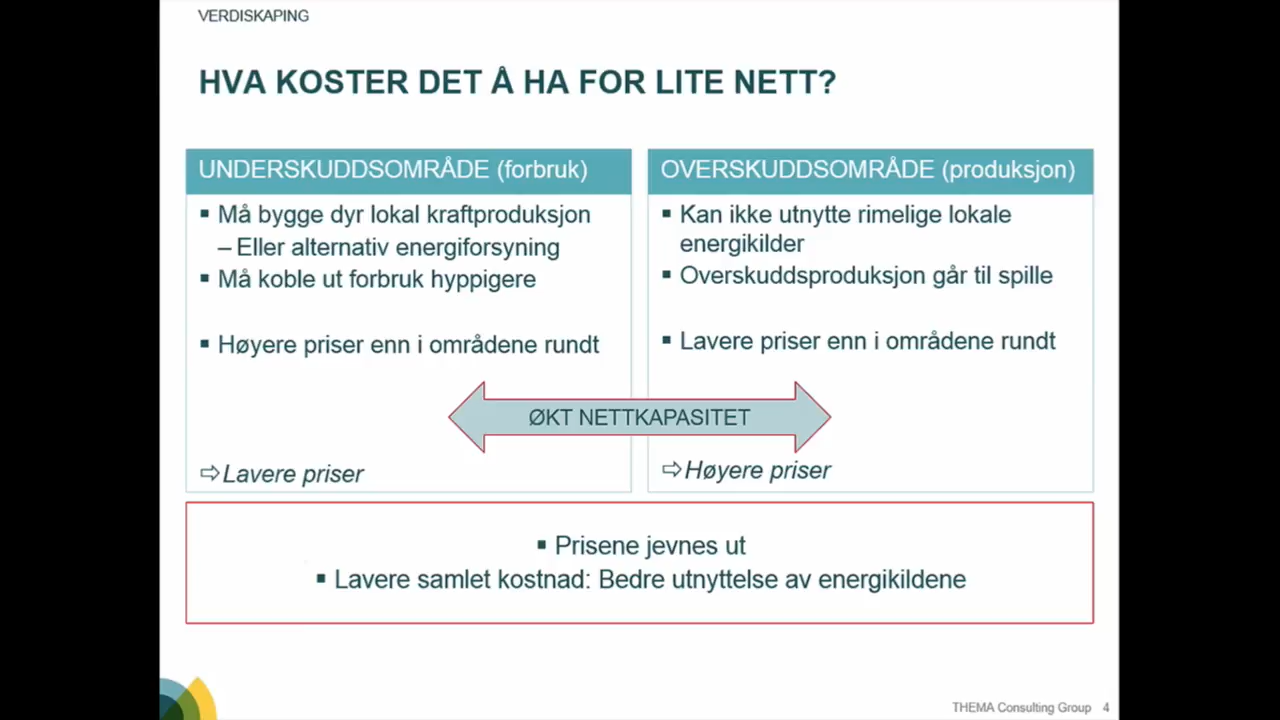 VERDISKAPING
HVA KOSTER DET Å HA FOR LITE NETT?
UNDERSKUDDSOMRÅDE (forbruk)
▪ Må bygge dyr lokal kraftproduksjon
– Eller alternativ energiforsyning
▪ Må koble ut forbruk hyppigere
▪ Høyere priser enn i områdene rundt
⇨Lavere priser
OVERSKUDDSOMRÅDE (produksjon)
▪ Kan ikke utnytte rimelige lokale
energikilder
▪ Overskuddsproduksjon går til spille
▪ Lavere priser enn i områdene rundt
⇨Høyere priser
ØKT NETTKAPASITET
▪ Prisene jevnes ut
▪ Lavere samlet kostnad: Bedre utnyttelse av energikildene
THEMA Consulting Group 4